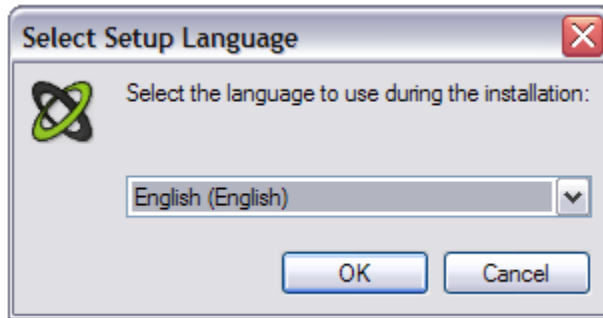 Select Setup Language
Select the language to use during the installation:
English (English)
OK
Cancel